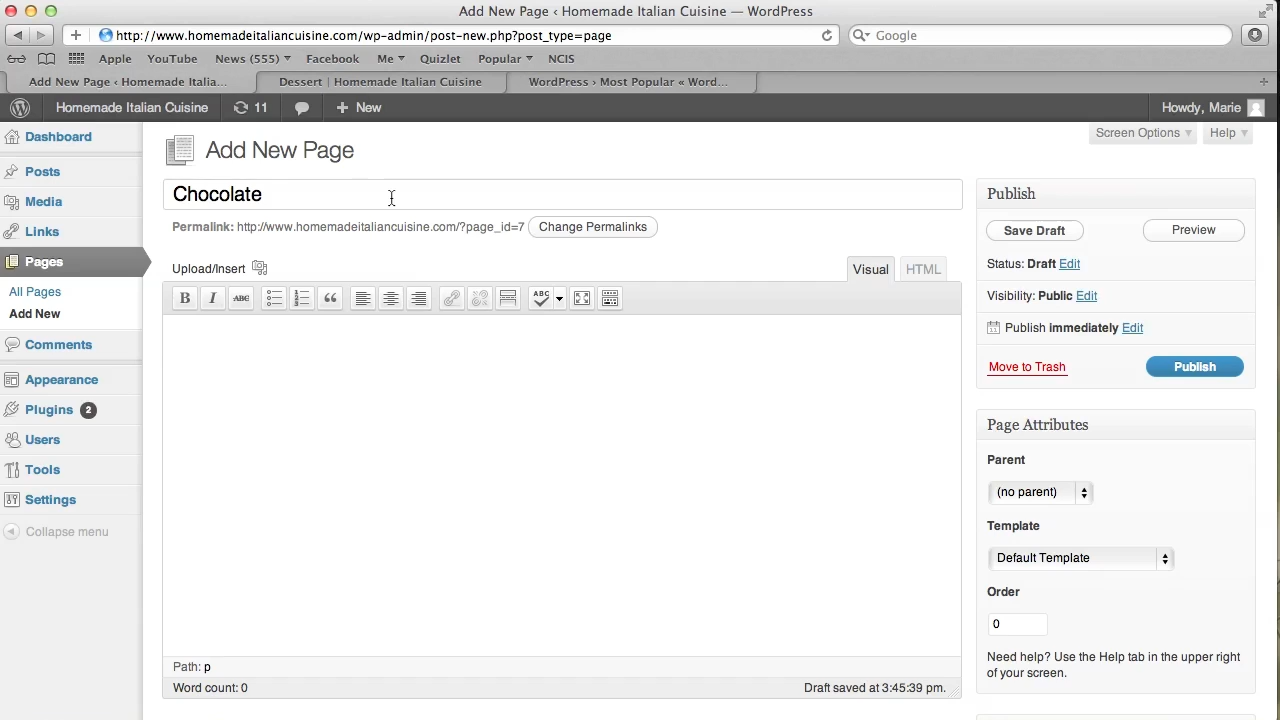 Add New Page ‹ Homemade Italian Cuisine — WordPress
http://www.homemadeitaliancuisine.com/wp-admin/post-new.php?post_type=page
Google
Apple YouTube News (555) Facebook Me Quizlet Popular NCIS
Add New Page ‹ Homemade Italia... Dessert | Homemade Italian Cuisine WordPress › Most Popular « Word...
Homemade Italian Cuisine 11 New Howdy, Marie
Screen Options Help
Dashboard
Posts
Media
Links
Pages
All Pages
Add New
Comments
Appearance
Plugins 2
Users
Tools
Settings
Collapse menu
Add New Page
Chocolate
Permalink: http://www.homemadeitaliancuisine.com/?page_id=7 Change Permalinks
Upload/Insert Visual HTML
B I ABC ABC
Path: p
Word count: 0 Draft saved at 3:45:39 pm.
Publish
Save Draft Preview
Status: Draft Edit
Visibility: Public Edit
Publish immediately Edit
Move to Trash Publish
Page Attributes
Parent
(no parent)
Template
Default Template
Order
0
Need help? Use the Help tab in the upper right
of your screen.